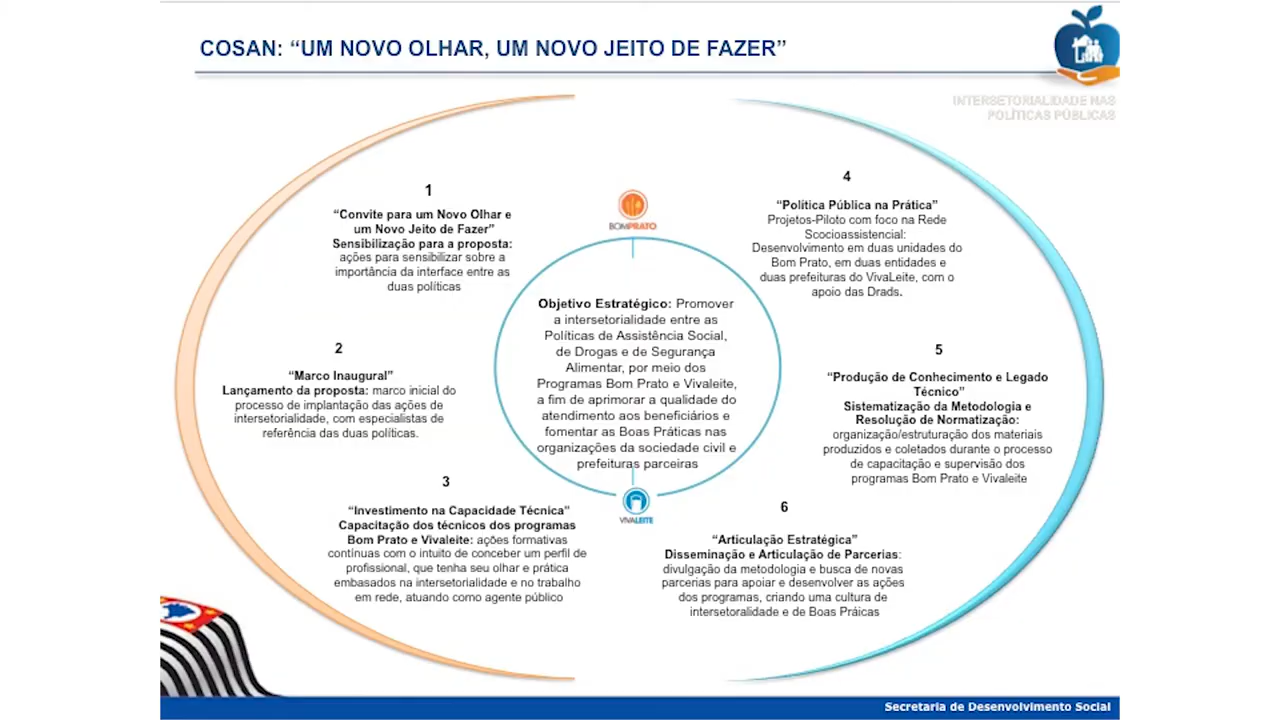 COSAN: “UM NOVO OLHAR, UM NOVO JEITO DE FAZER”
INTERSETORIALIDADE NAS
POLÍTICAS PÚBLICAS
1
“Convite para um Novo Olhar e
um Novo Jeito de Fazer”
Sensibilização para a proposta:
ações para sensibilizar sobre a
importância da interface entre as
duas políticas
2
“Marco Inaugural”
Lançamento da proposta: marco inicial do
processo de implantação das ações de
intersetorialidade, com especialistas de
referência das duas políticas.
3
“Investimento na Capacidade Técnica”
Capacitação dos técnicos dos programas
Bom Prato e Vivaleite: ações formativas
contínuas com o intuito de conceber um perfil de
profissional, que tenha seu olhar e prática
embasados na intersetorialidade e no trabalho
em rede, atuando como agente público
BOMPRATO
Objetivo Estratégico: Promover
a intersetorialidade entre as
Políticas de Assistência Social,
de Drogas e de Segurança
Alimentar, por meio dos
Programas Bom Prato e Vivaleite,
a fim de aprimorar a qualidade do
atendimento aos beneficiários e
fomentar as Boas Práticas nas
organizações da sociedade civil e
prefeituras parceiras
VIVALEITE
4
“Política Pública na Prática”
Projetos-Piloto com foco na Rede
Scocioassistencial:
Desenvolvimento em duas unidades do
Bom Prato, em duas entidades e
duas prefeituras do VivaLeite, com o
apoio das Drads.
5
“Produção de Conhecimento e Legado
Técnico”
Sistematização da Metodologia e
Resolução de Normatização:
organização/estruturação dos materiais
produzidos e coletados durante o processo
de capacitação e supervisão dos
programas Bom Prato e Vivaleite
6
“Articulação Estratégica”
Disseminação e Articulação de Parcerias:
divulgação da metodologia e busca de novas
parcerias para apoiar e desenvolver as ações
dos programas, criando uma cultura de
intersetoralidade e de Boas Práicas
Secretaria de Desenvolvimento Social